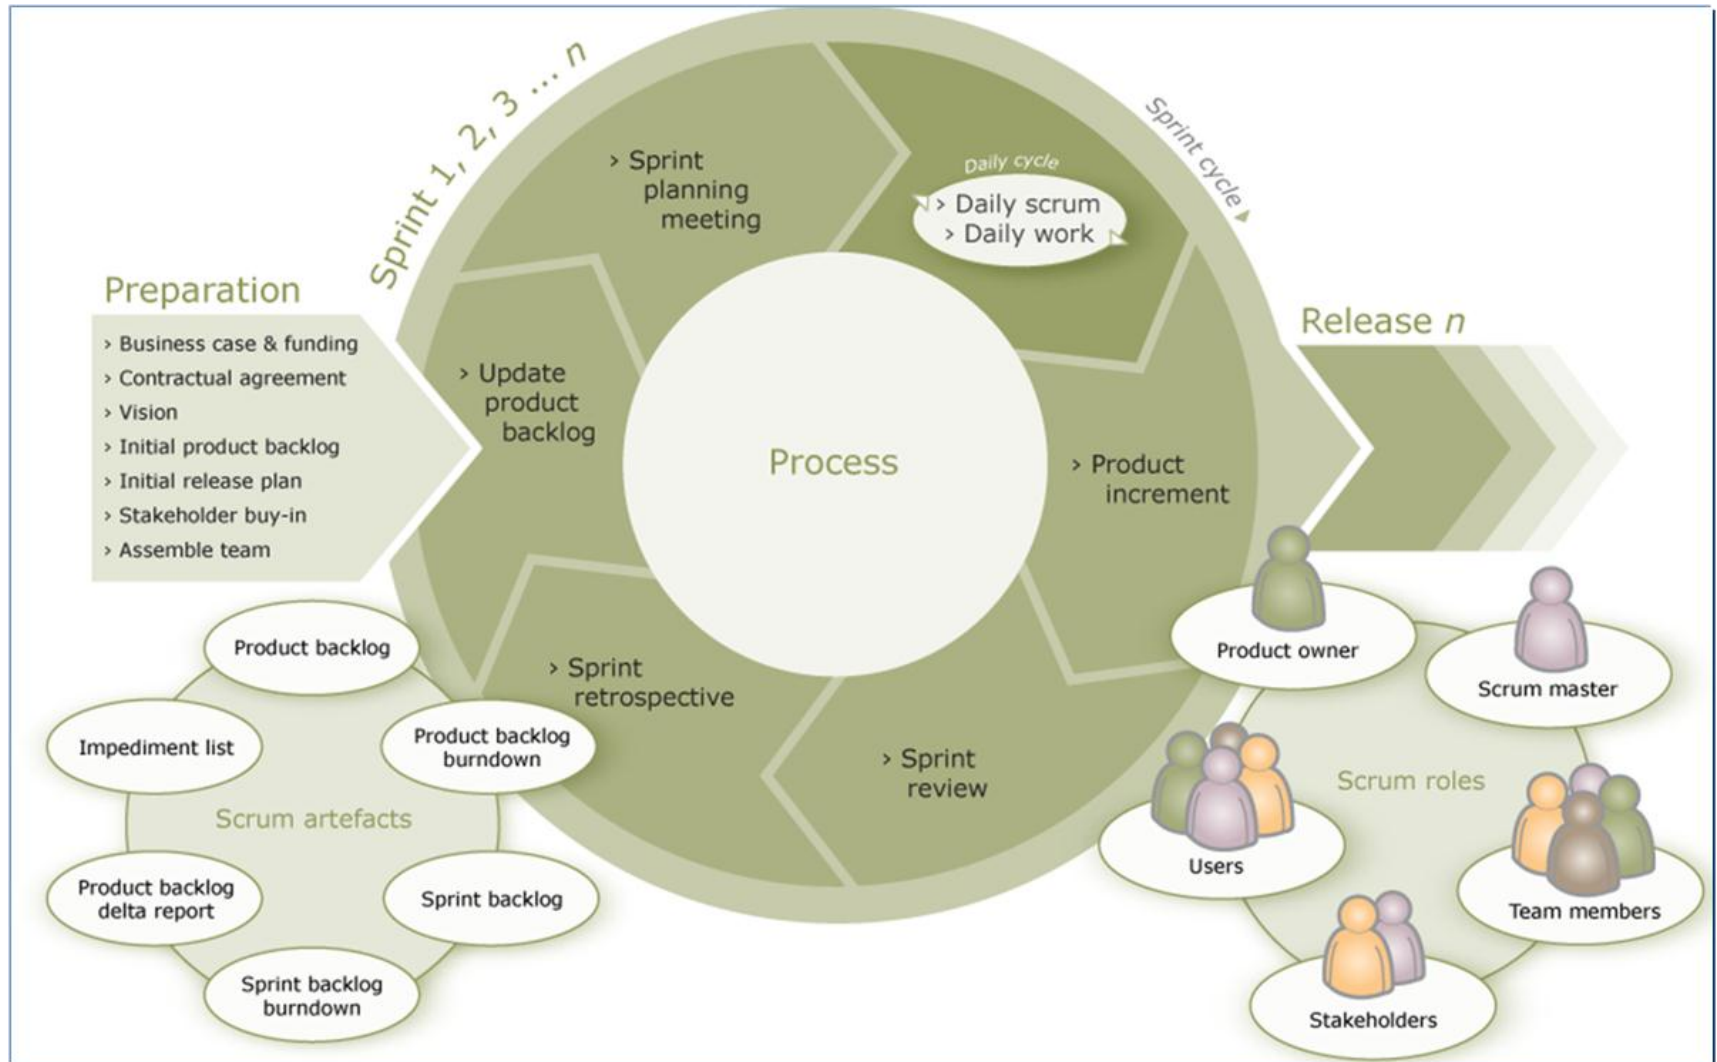 Sprint 1, 2, 3 ... n
Sprint cycle
Preparation
› Business case & funding
› Contractual agreement
› Vision
› Initial product backlog
› Initial release plan
› Stakeholder buy-in
› Assemble team
› Sprint
planning
meeting
Daily cycle
› Daily scrum
› Daily work
› Update
product
backlog
Process
› Product
increment
› Sprint
retrospective
› Sprint
review
Release n
Product backlog
Impediment list
Product backlog
burndown
Scrum artefacts
Product backlog
delta report
Sprint backlog
Sprint backlog
burndown
Product owner
Scrum master
Scrum roles
Users
Team members
Stakeholders